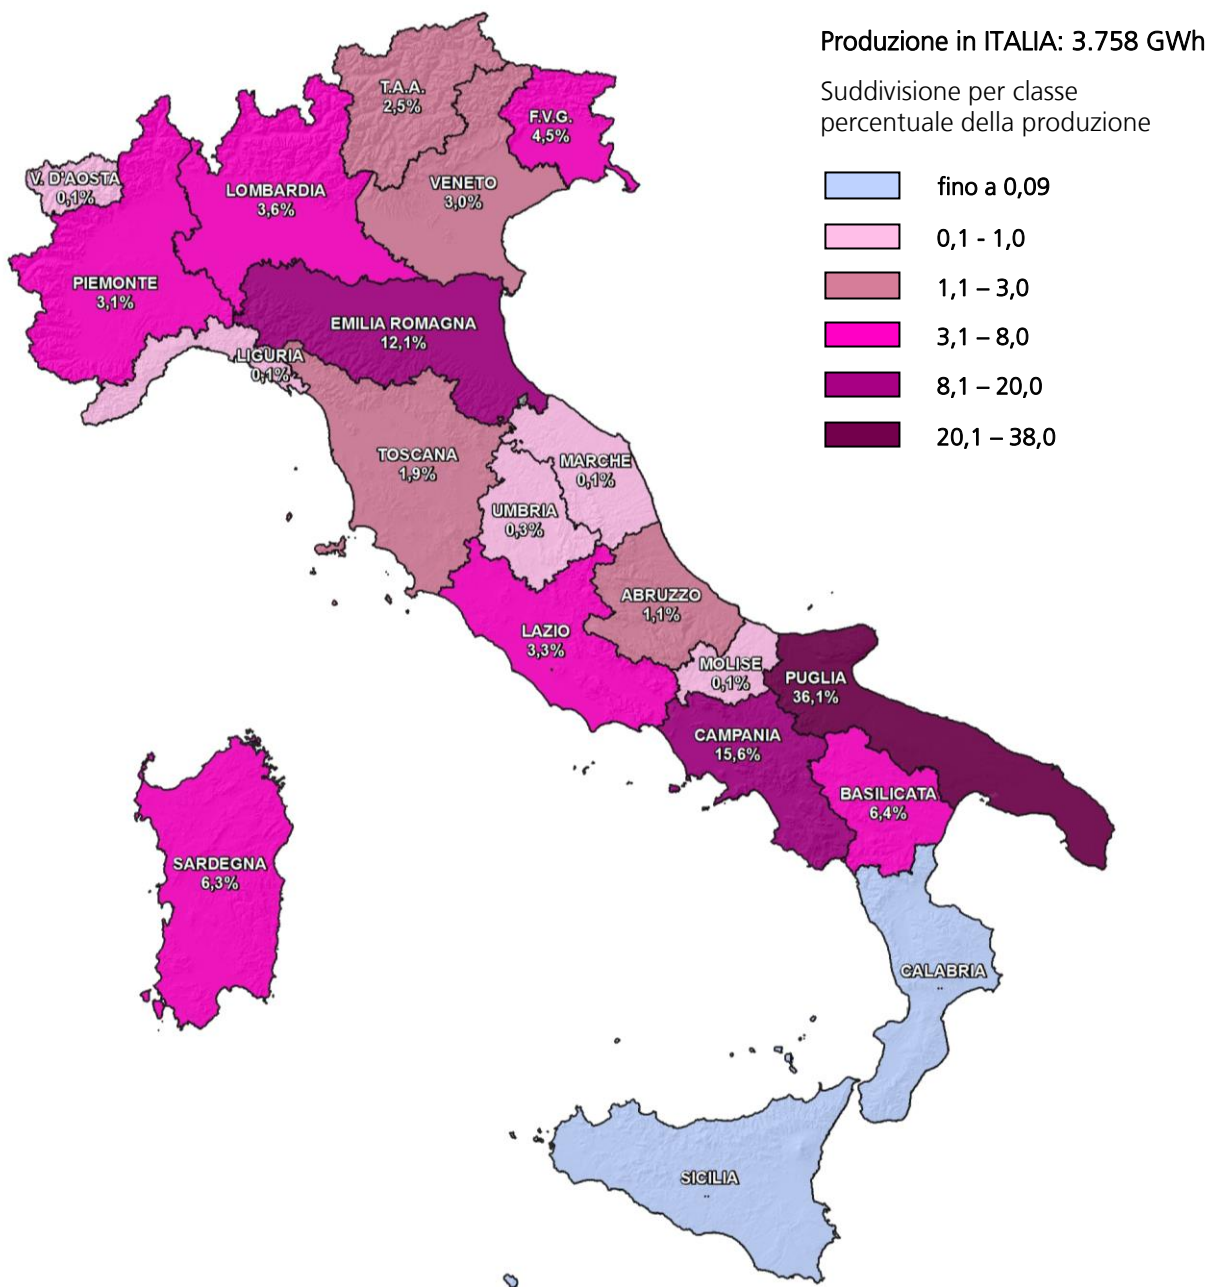 Produzione in ITALIA: 3.758 GWh
Suddivisione per classe
percentuale della produzione
fino a 0,09
0,1 - 1,0
1,1 – 3,0
3,1 – 8,0
8,1 – 20,0
20,1 – 38,0
T.A.A.
2,5%
F.V.G.
4,5%
V. D'AOSTA
0,1%
LOMBARDIA
3,6%
VENETO
3,0%
PIEMONTE
3,1%
EMILIA ROMAGNA
12,1%
LIGURIA
0,1%
TOSCANA
1,9%
MARCHE
0,1%
UMBRIA
0,3%
ABRUZZO
1,1%
LAZIO
3,3%
MOLISE
0,1%
PUGLIA
36,1%
CAMPANIA
15,6%
BASILICATA
6,4%
SARDEGNA
6,3%
CALABRIA
..
SICILIA
..